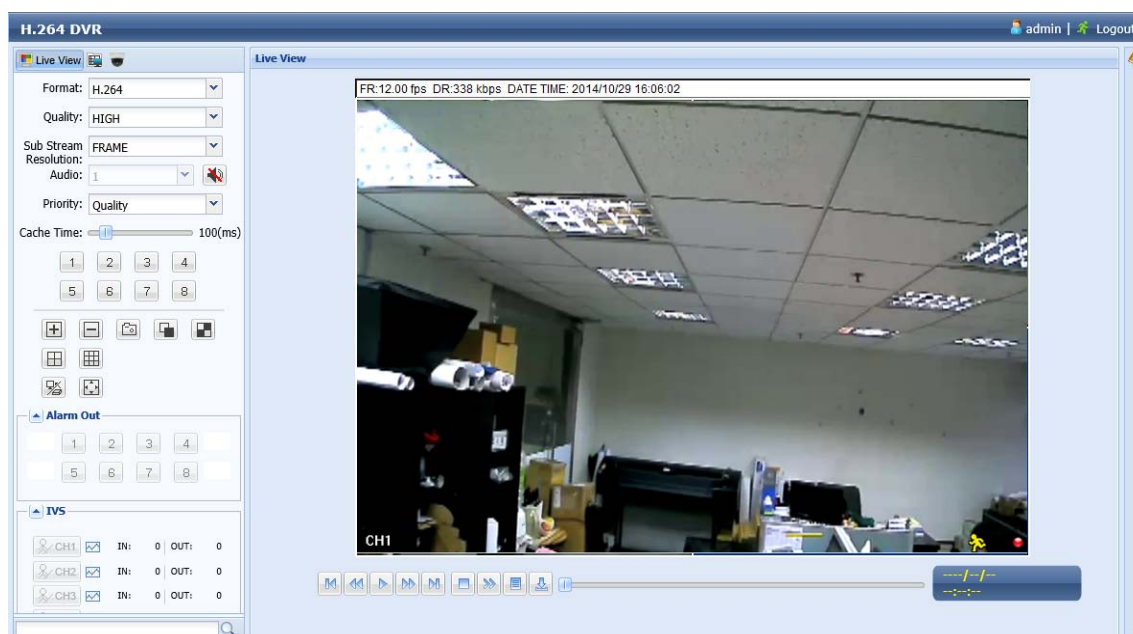 H.264 DVR
admin | Logout
Live View
Live View
Format: H.264
Quality: HIGH
Sub Stream Resolution: FRAME
Audio: 1
Priority: Quality
Cache Time: 100(ms)
1 2 3 4
5 6 7 8
Alarm Out
1 2 3 4
5 6 7 8
IVS
CH1 IN: 0 OUT: 0
CH2 IN: 0 OUT: 0
CH3 IN: 0 OUT: 0
FR:12.00 fps DR:338 kbps DATE TIME: 2014/10/29 16:06:02
CH1
----/--/--
--:--:--